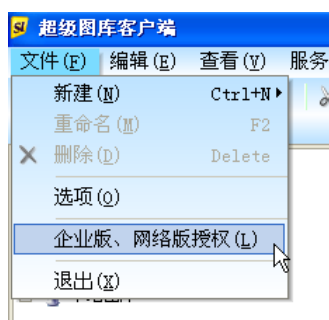 超级图库客户端
文件(F) 编辑(E) 查看(V) 服务
新建(N) Ctrl+N
重命名(M) F2
删除(D) Delete
选项(O)
企业版、网络版授权(L)
退出(X)